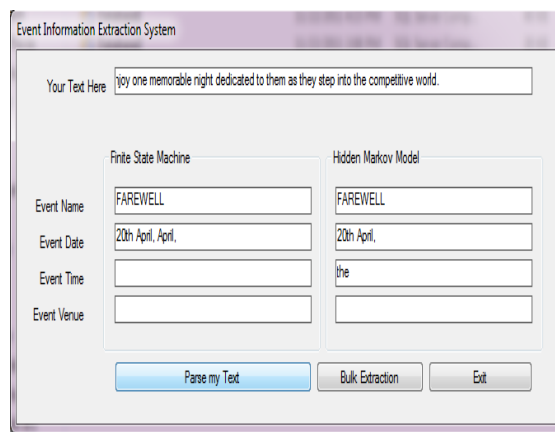 Event Information Extraction System
Your Text Here
njoy one memorable night dedicated to them as they step into the competitive world.
Finite State Machine
Hidden Markov Model
Event Name
FAREWELL
FAREWELL
Event Date
20th April, April,
20th April,
Event Time
the
Event Venue
Parse my Text
Bulk Extraction
Exit